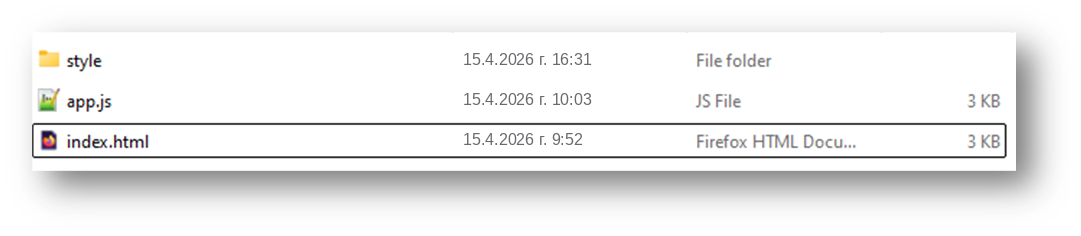 style 15.4.2026 г. 16:31 File folder
app.js 15.4.2026 г. 10:03 JS File 3 KB
index.html 15.4.2026 г. 9:52 Firefox HTML Docu... 3 KB